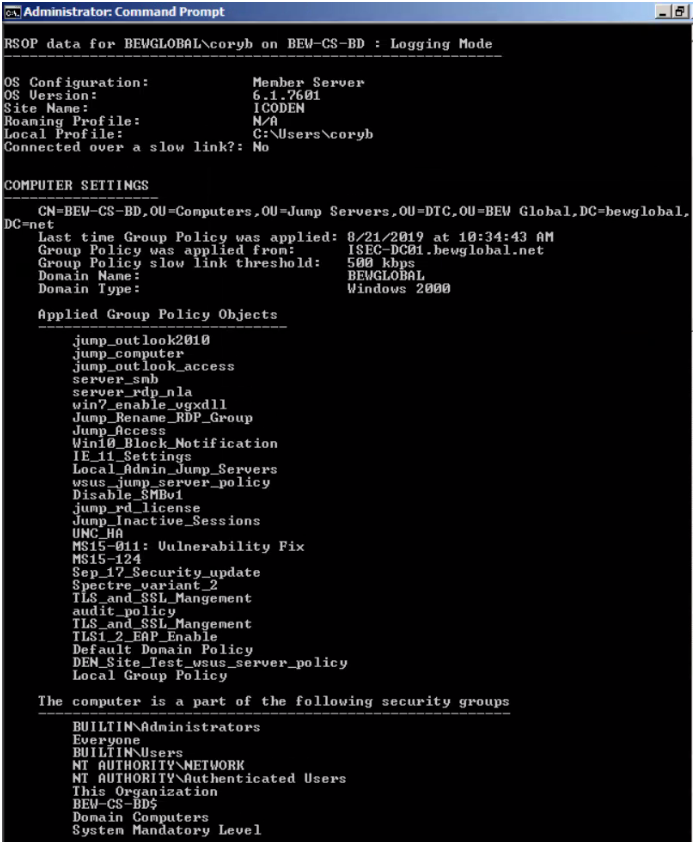 Administrator: Command Prompt
RSOP data for BEWGLOBAL\coryb on BEW-CS-BD : Logging Mode
OS Configuration: Member Server
OS Version: 6.1.7601
Site Name: ICODEN
Roaming Profile: N/A
Local Profile: C:\Users\coryb
Connected over a slow link?: No
COMPUTER SETTINGS
CN=BEW-CS-BD,OU=Computers,OU=Jump Servers,OU=DTC,OU=BEW Global,DC=bewglobal,
DC=net
Last time Group Policy was applied: 8/21/2019 at 10:34:43 AM
Group Policy was applied from: ISEC-DC01.bewglobal.net
Group Policy slow link threshold: 500 kbps
Domain Name: BEWGLOBAL
Domain Type: Windows 2000
Applied Group Policy Objects
jump_outlook2010
jump_computer
jump_outlook_access
server_smb
server_rdp_nla
win7_enable_vgxdll
Jump_Rename_RDP_Group
Jump_Access
Win10_Block_Notification
IE_11_Settings
Local_Admin_Jump_Servers
wsus_jump_server_policy
Disable_SMBv1
jump_rd_license
Jump_Inactive_Sessions
UNC_HA
MS15-011: Vulnerability Fix
MS15-124
Sep_17_Security_update
Spectre_variant_2
TLS_and_SSL_Mangement
audit_policy
TLS_and_SSL_Mangement
TLS1_2_EAP_Enable
Default Domain Policy
DEN_Site_Test_wsus_server_policy
Local Group Policy
The computer is a part of the following security groups
BUILTIN\Administrators
Everyone
BUILTIN\Users
NT AUTHORITY\NETWORK
NT AUTHORITY\Authenticated Users
This Organization
BEW-CS-BD$
Domain Computers
System Mandatory Level